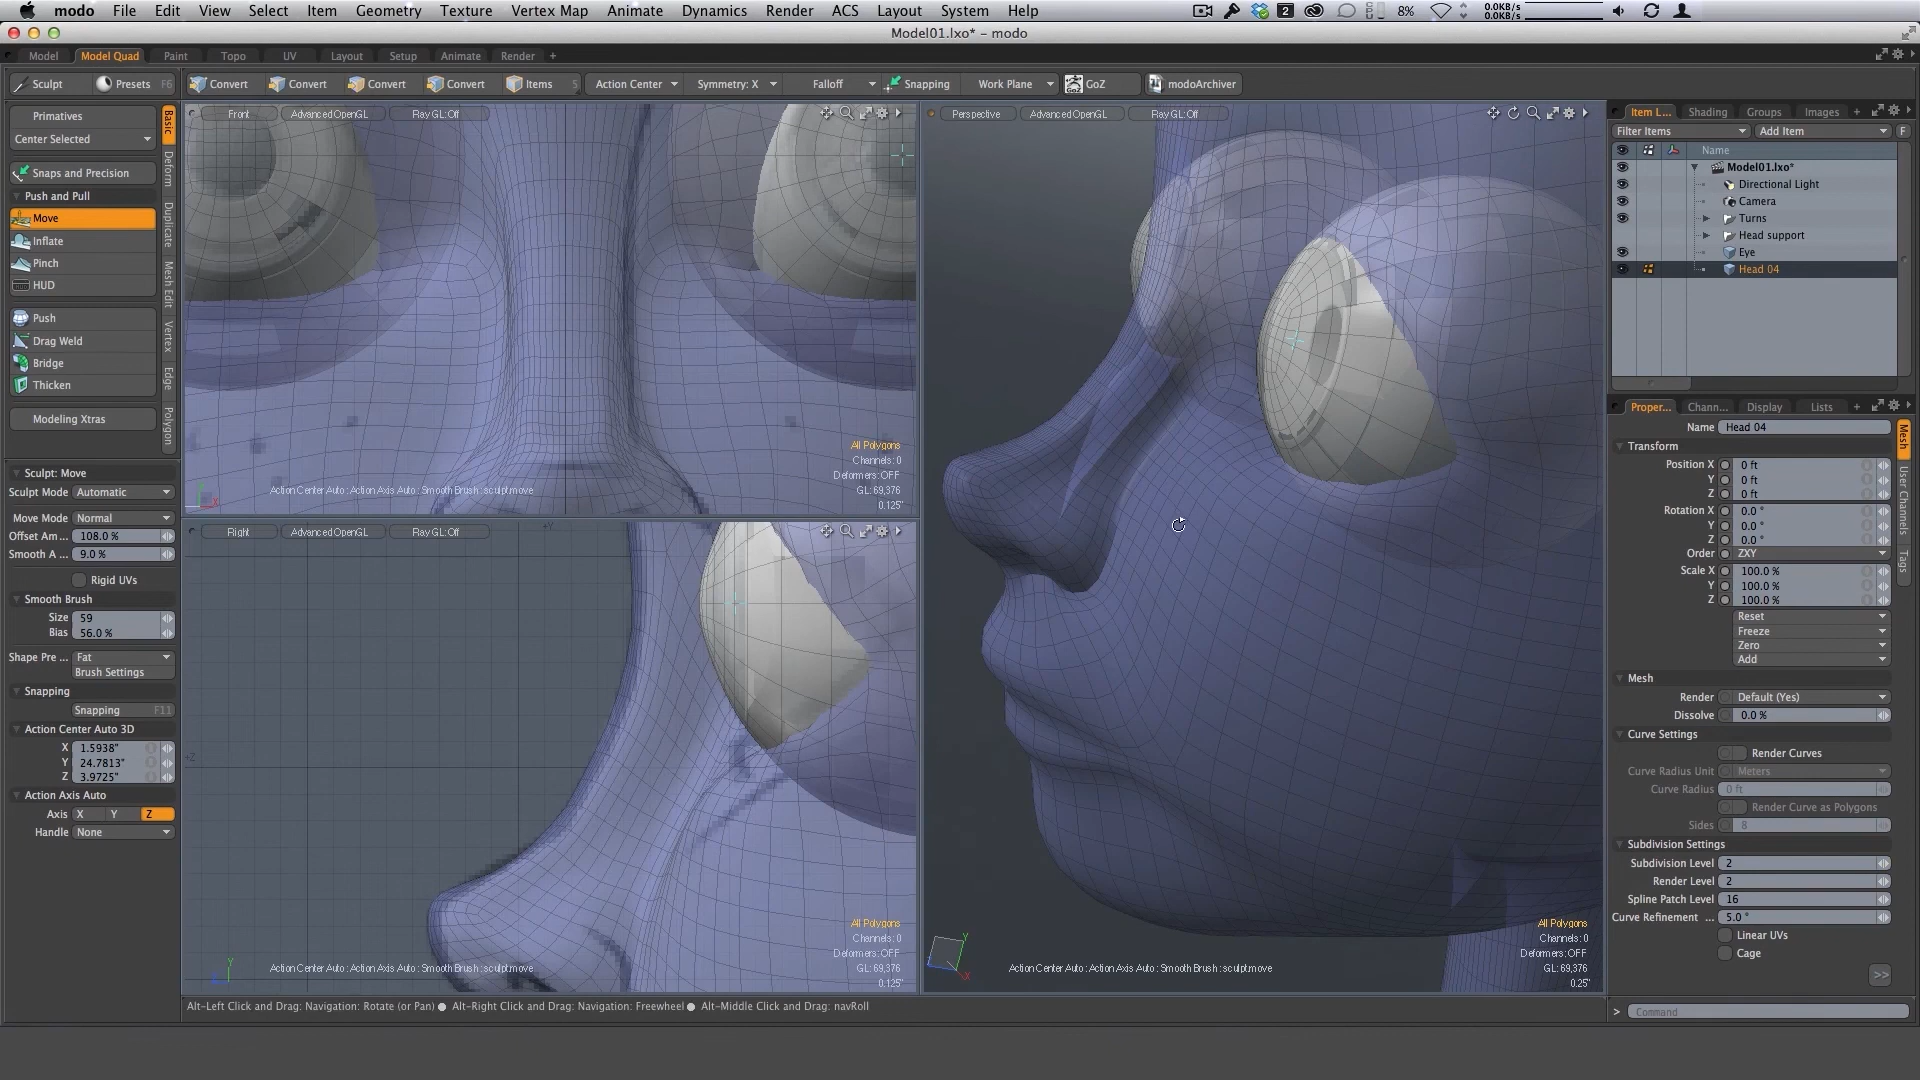 modo File Edit View Select Item Geometry Texture Vertex Map Animate Dynamics Render ACS Layout System Help 2 8% 0.0KB/s 0.0KB/s
Model01.lxo* – modo
Model Model Quad Paint Topo UV Layout Setup Animate Render +
Sculpt Presets F6 Convert Convert Convert Convert Items 5 Action Center Symmetry: X Falloff Snapping Work Plane GoZ modoArchiver
Primatives
Center Selected
Snaps and Precision
Push and Pull
Move
Inflate
Pinch
HUD
Push
Drag Weld
Bridge
Thicken
Modeling Xtras
Basic
Deform
Duplicate
Mesh Edit
Vertex
Edge
Polygon
Sculpt: Move
Sculpt Mode Automatic
Move Mode Normal
Offset Am ... 108.0 %
Smooth A ... 9.0 %
Rigid UVs
Smooth Brush
Size 59
Bias 56.0 %
Shape Pre ... Fat
Brush Settings
Snapping
Snapping F11
Action Center Auto 3D
X 1.5938"
Y 24.7813"
Z 3.9725"
Action Axis Auto
Axis X Y Z
Handle None
Front Advanced OpenGL Ray GL: Off
All Polygons
Channels: 0
Deformers: OFF
GL: 69,376
0.125"
Action Center Auto : Action Axis Auto : Smooth Brush : sculpt.move
Right Advanced OpenGL Ray GL: Off
All Polygons
Channels: 0
Deformers: OFF
GL: 69,376
0.125"
Action Center Auto : Action Axis Auto : Smooth Brush : sculpt.move
Perspective Advanced OpenGL Ray GL: Off
All Polygons
Channels: 0
Deformers: OFF
GL: 69,376
0.25"
Action Center Auto : Action Axis Auto : Smooth Brush : sculpt.move
Alt-Left Click and Drag: Navigation: Rotate (or Pan) ● Alt-Right Click and Drag: Navigation: Freewheel ● Alt-Middle Click and Drag: navRoll
Item L... Shading Groups Images +
Filter Items Add Item F
Name
Model01.lxo*
Directional Light
Camera
Turns
Head support
Eye
Head 04
Proper... Chann... Display Lists +
Name Head 04
Transform
Position X 0 ft
Y 0 ft
Z 0 ft
Rotation X 0.0 °
Y 0.0 °
Z 0.0 °
Order ZXY
Scale X 100.0 %
Y 100.0 %
Z 100.0 %
Reset
Freeze
Zero
Add
Mesh
Render Default (Yes)
Dissolve 0.0 %
Curve Settings
Render Curves
Curve Radius Unit Meters
Curve Radius 0 ft
Render Curve as Polygons
Sides 8
Subdivision Settings
Subdivision Level 2
Render Level 2
Spline Patch Level 16
Curve Refinement ... 5.0 °
Linear UVs
Cage
>>
Mesh
User Channels
Tags
> Command